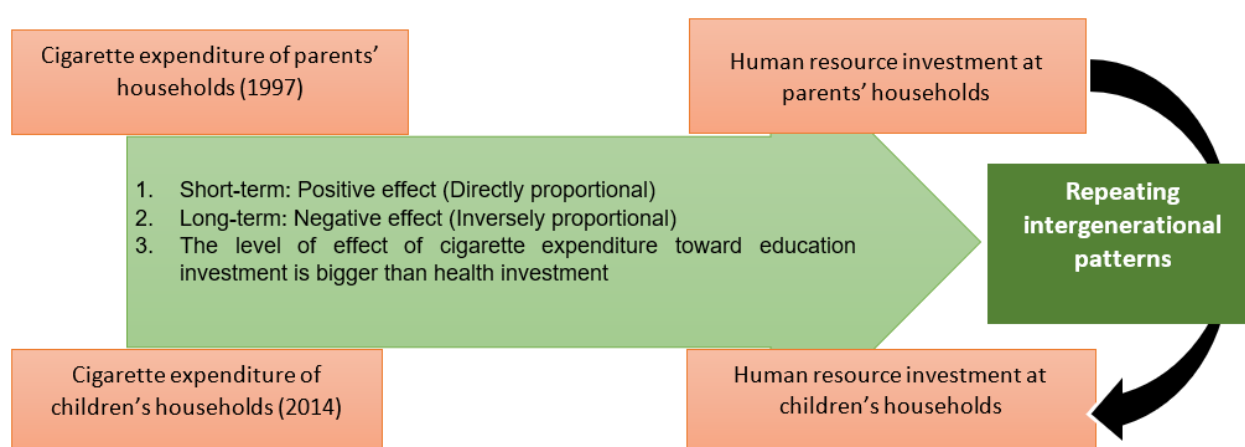 Cigarette expenditure of parents’
households (1997)
Human resource investment at
parents’ households
1. Short-term: Positive effect (Directly proportional)
2. Long-term: Negative effect (Inversely proportional)
3. The level of effect of cigarette expenditure toward education
investment is bigger than health investment
Repeating
intergenerational
patterns
Cigarette expenditure of
children’s households (2014)
Human resource investment at
children’s households